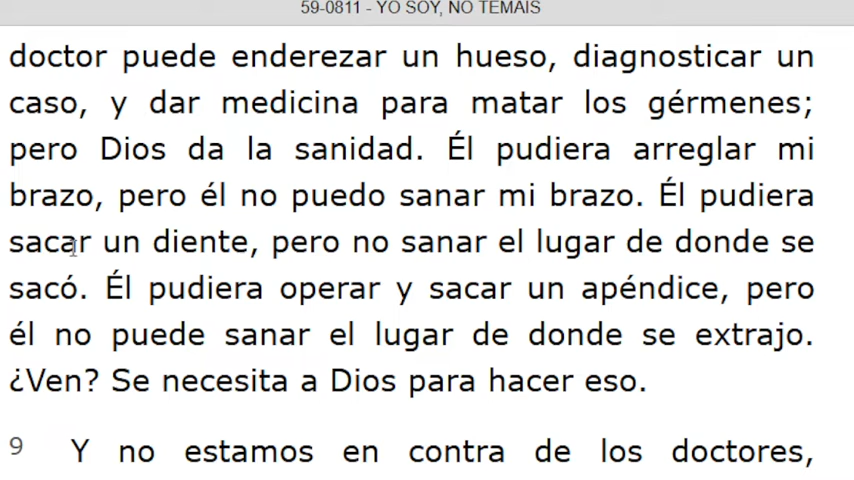 59-0811 - YO SOY, NO TEMAIS
doctor puede enderezar un hueso, diagnosticar un
caso, y dar medicina para matar los gérmenes;
pero Dios da la sanidad. Él pudiera arreglar mi
brazo, pero él no puedo sanar mi brazo. Él pudiera
sacar un diente, pero no sanar el lugar de donde se
sacó. Él pudiera operar y sacar un apéndice, pero
él no puede sanar el lugar de donde se extrajo.
¿Ven? Se necesita a Dios para hacer eso.
9 Y no estamos en contra de los doctores,